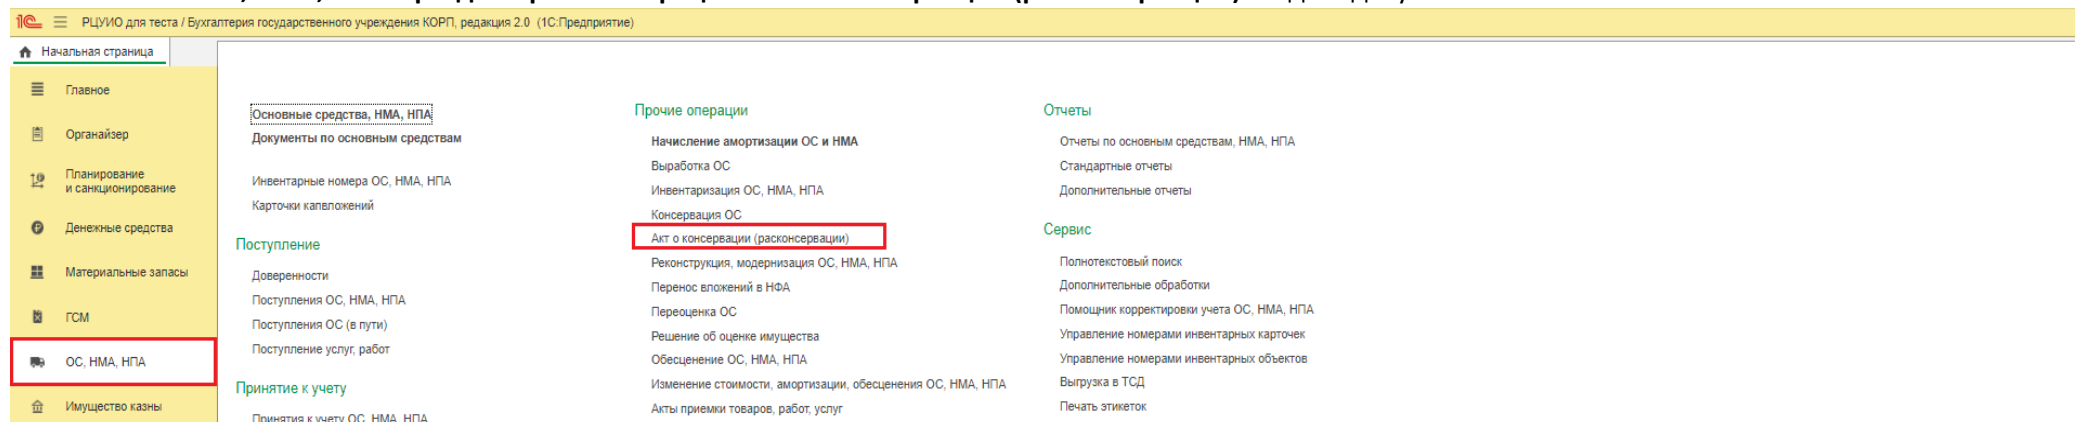 РЦУИО для теста / Бухгалтерия государственного учреждения КОРП, редакция 2.0 (1С:Предприятие)
Начальная страница
Главное
Органайзер
Планирование
и санкционирование
Денежные средства
Материальные запасы
ГСМ
ОС, НМА, НПА
Имущество казны
Основные средства, НМА, НПА
Документы по основным средствам
Инвентарные номера ОС, НМА, НПА
Карточки капвложений
Поступление
Доверенности
Поступления ОС, НМА, НПА
Поступления ОС (в пути)
Поступление услуг, работ
Принятие к учету
Принятия к учету ОС, НМА, НПА
Прочие операции
Начисление амортизации ОС и НМА
Выработка ОС
Инвентаризация ОС, НМА, НПА
Консервация ОС
Акт о консервации (расконсервации)
Реконструкция, модернизация ОС, НМА, НПА
Перенос вложений в НФА
Переоценка ОС
Решение об оценке имущества
Обесценение ОС, НМА, НПА
Изменение стоимости, амортизации, обесценения ОС, НМА, НПА
Акты приемки товаров, работ, услуг
Отчеты
Отчеты по основным средствам, НМА, НПА
Стандартные отчеты
Дополнительные отчеты
Сервис
Полнотекстовый поиск
Дополнительные обработки
Помощник корректировки учета ОС, НМА, НПА
Управление номерами инвентарных карточек
Управление номерами инвентарных объектов
Выгрузка в ТСД
Печать этикеток